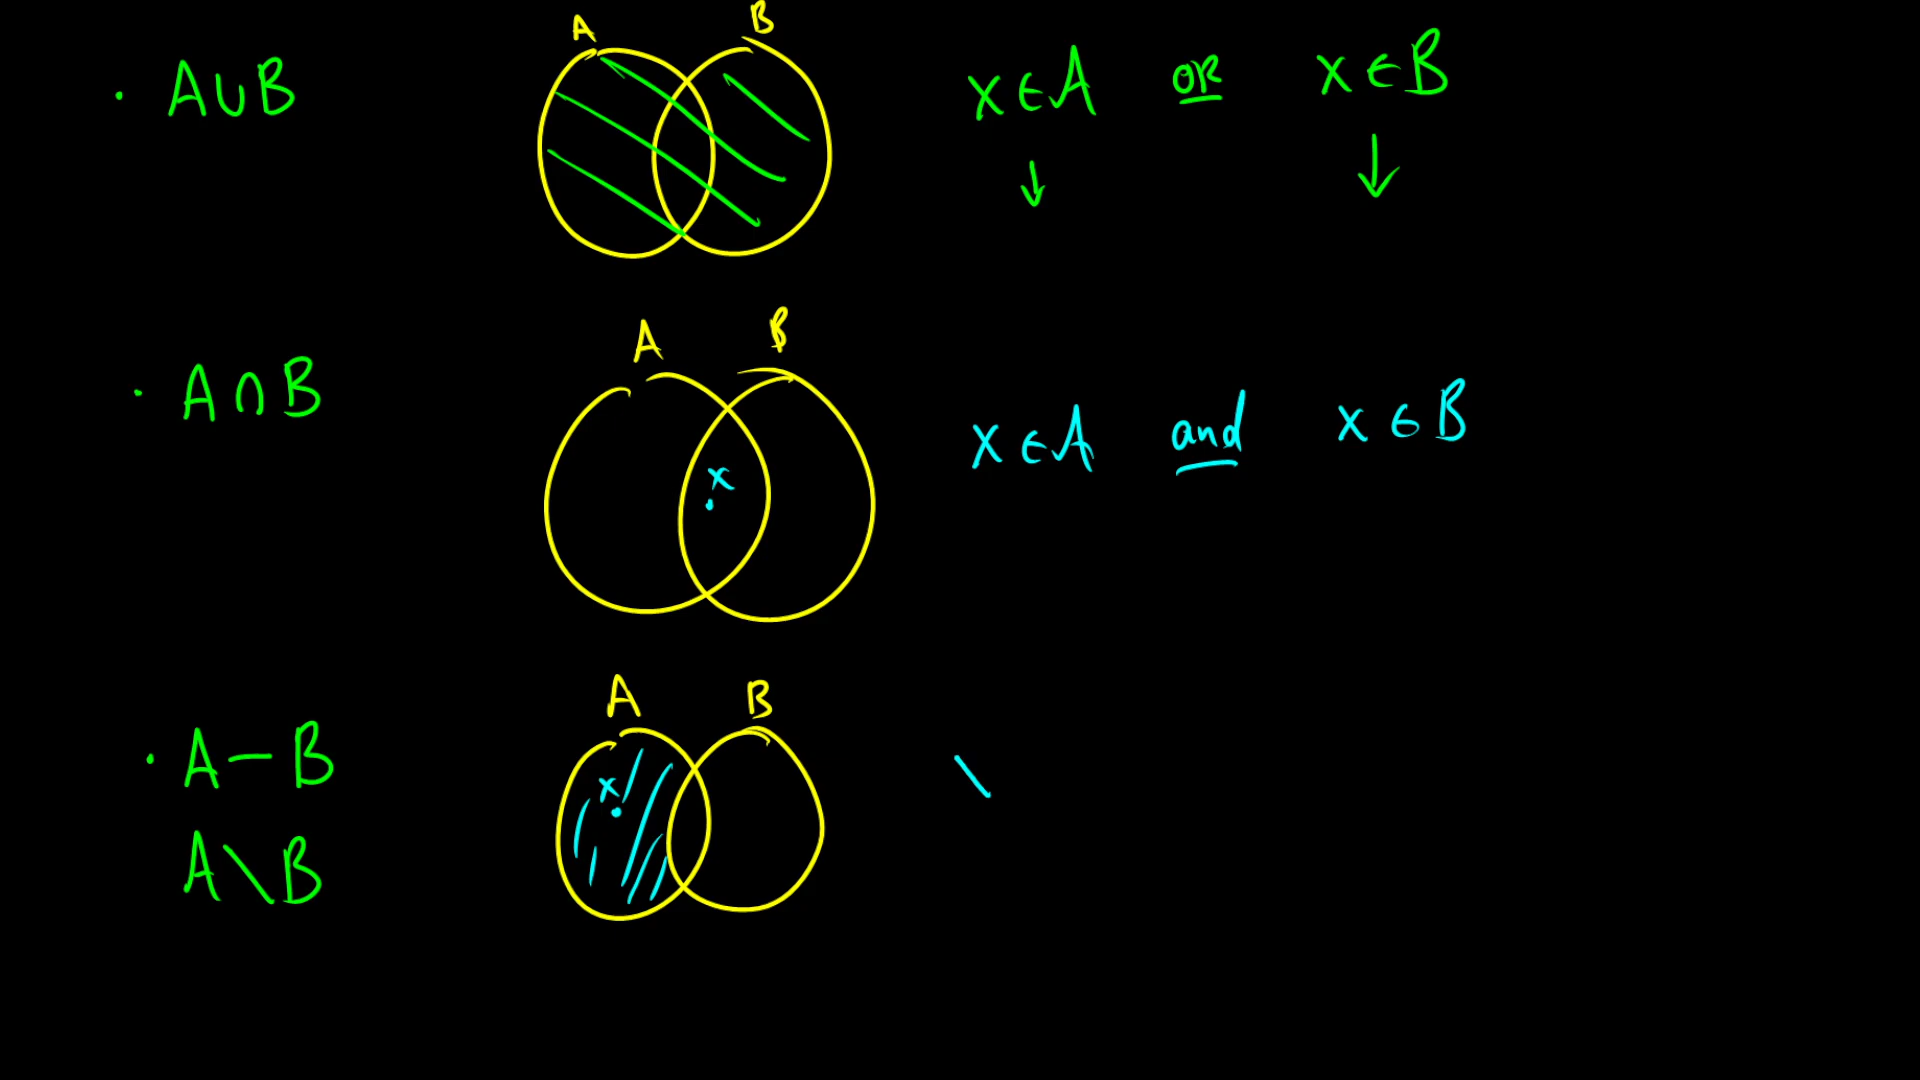 A B
· A∪B x∈A OR x∈B
↓ ↓
A B
· A∩B x∈A and x∈B
x
A B
· A−B \
x
A\B